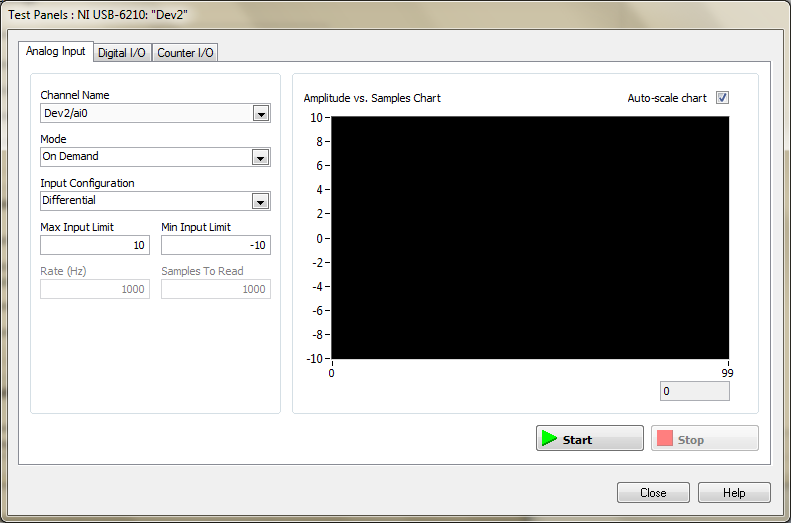 Test Panels : NI USB-6210: "Dev2"
Analog Input Digital I/O Counter I/O
Channel Name
Dev2/ai0
Mode
On Demand
Input Configuration
Differential
Max Input Limit Min Input Limit
10 -10
Rate (Hz) Samples To Read
1000 1000
Amplitude vs. Samples Chart Auto-scale chart
10
8
6
4
2
0
-2
-4
-6
-8
-10
0 99
0
Start Stop
Close Help